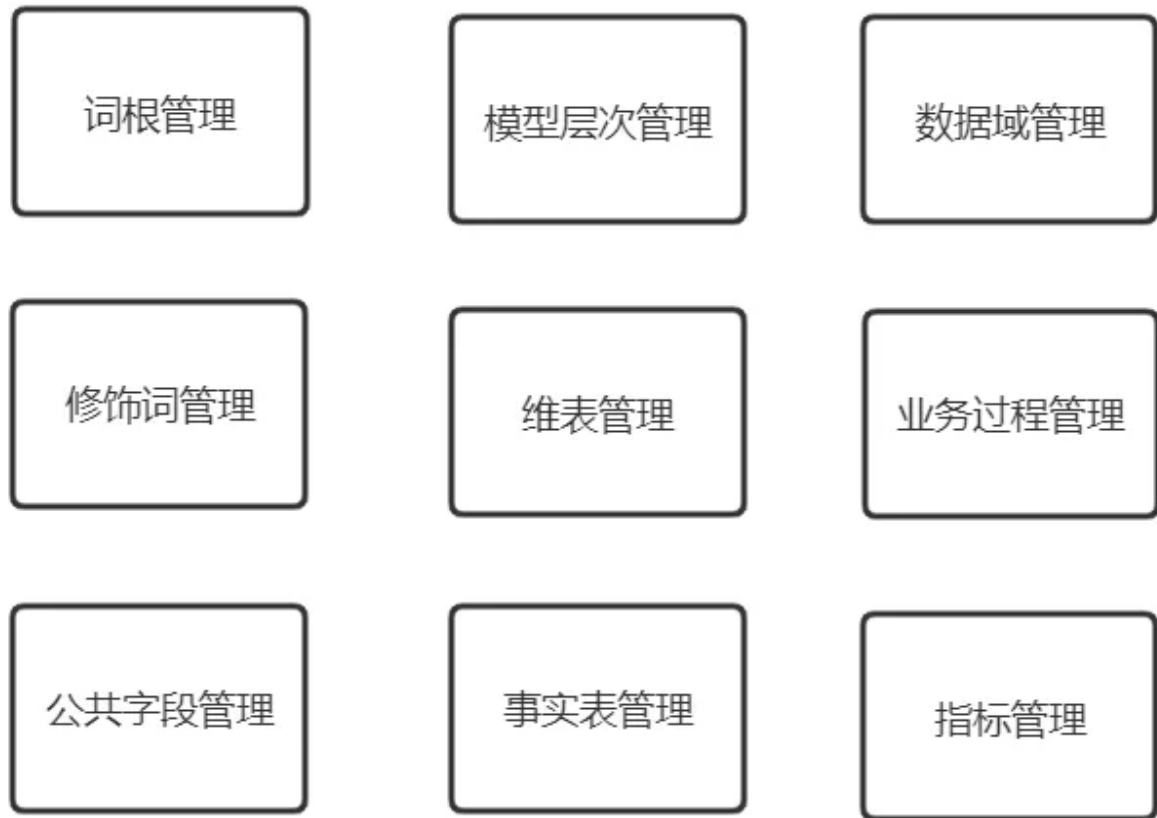 词根管理
模型层次管理
数据域管理
修饰词管理
维表管理
业务过程管理
公共字段管理
事实表管理
指标管理